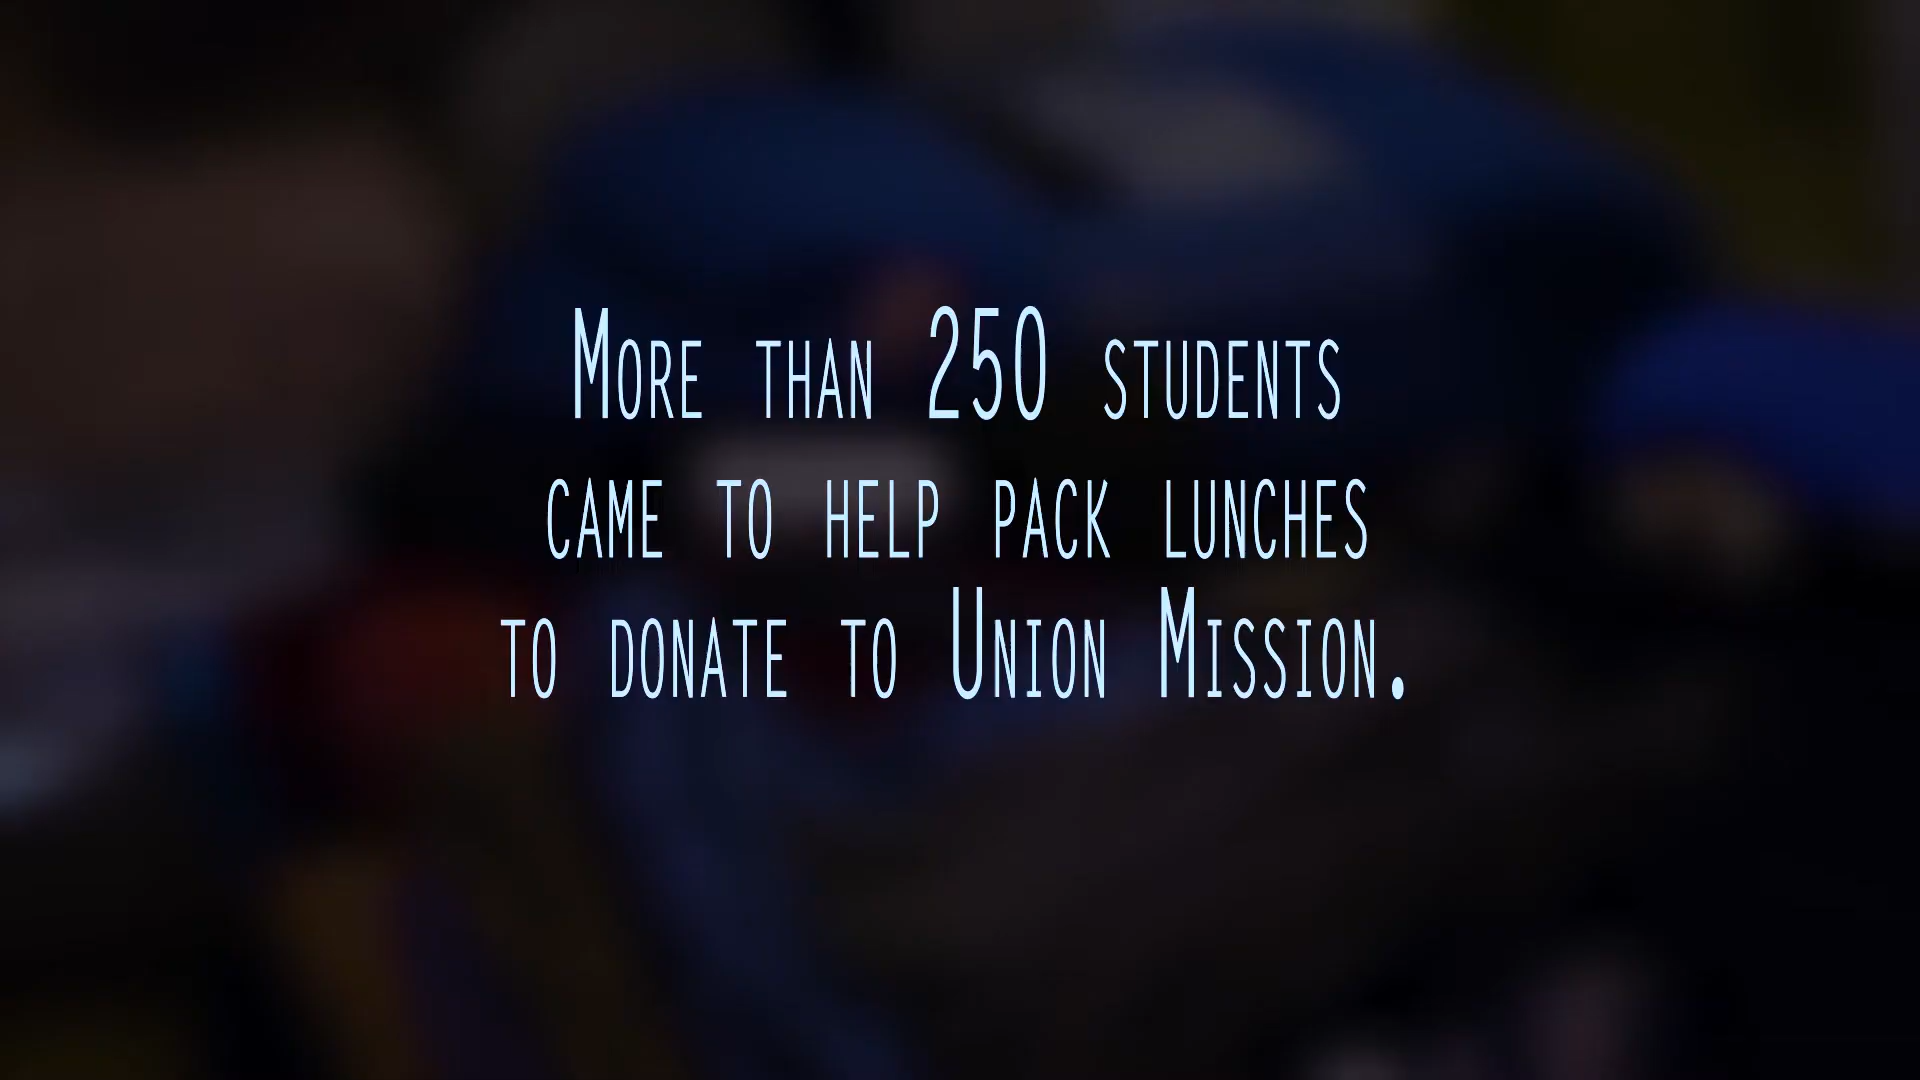 More than 250 students
came to help pack lunches
to donate to Union Mission.